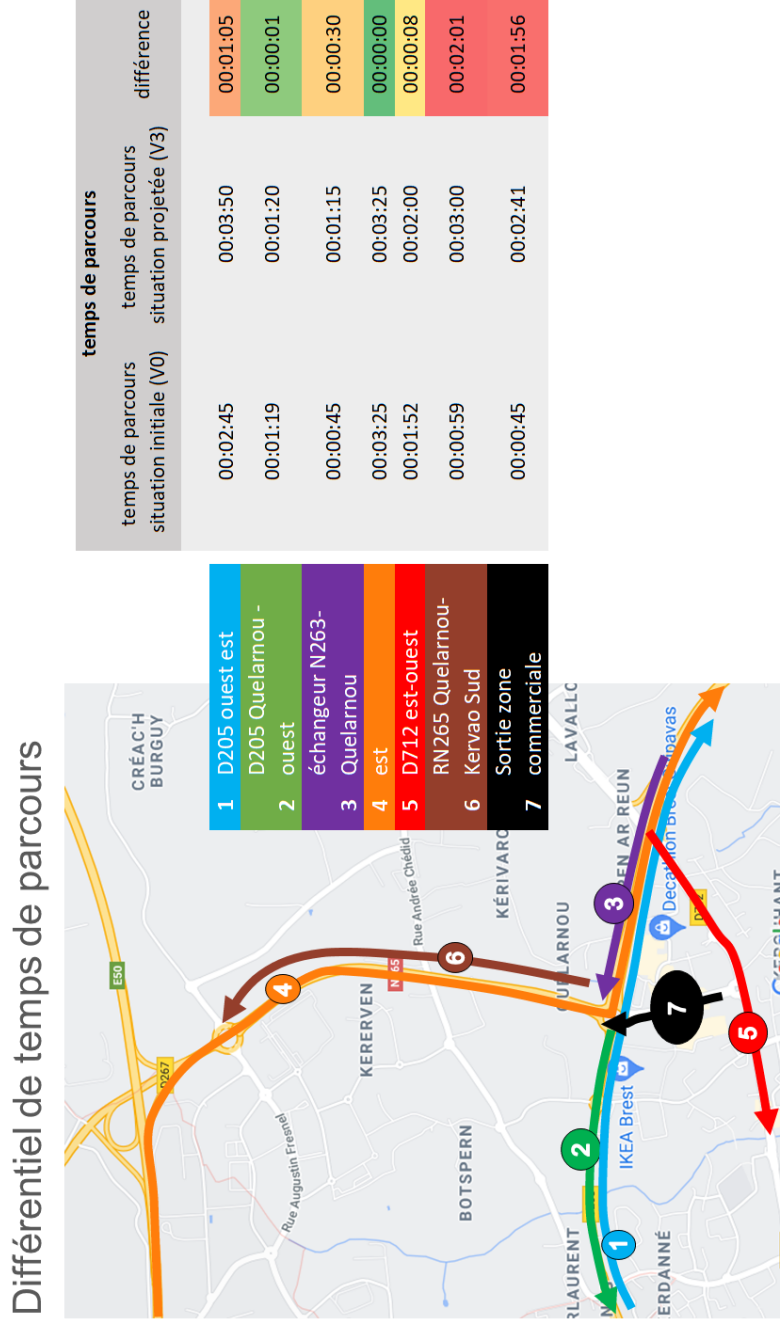 Différentiel de temps de parcours
temps de parcours
temps de parcours
situation initiale (V0)
temps de parcours
situation projetée (V3)
différence
1 D205 ouest est
00:02:45 00:03:50 00:01:05
D205 Quelarnou -
2 ouest
00:01:19 00:01:20 00:00:01
échangeur N263-
3 Quelarnou
00:00:45 00:01:15 00:00:30
4 est
00:03:25 00:03:25 00:00:00
5 D712 est-ouest
00:01:52 00:02:00 00:00:08
RN265 Quelarnou-
6 Kervao Sud
00:00:59 00:03:00 00:02:01
Sortie zone
7 commerciale
00:00:45 00:02:41 00:01:56
CRÉAC'H
BURGUY
E50
D267
4
6
Rue Andrée Chédid
KERERVEN
Rue Augustin Fresnel
BOTSPERN
LAVALLO
3
2
1
7
5
IKEA Brest
Decathlon